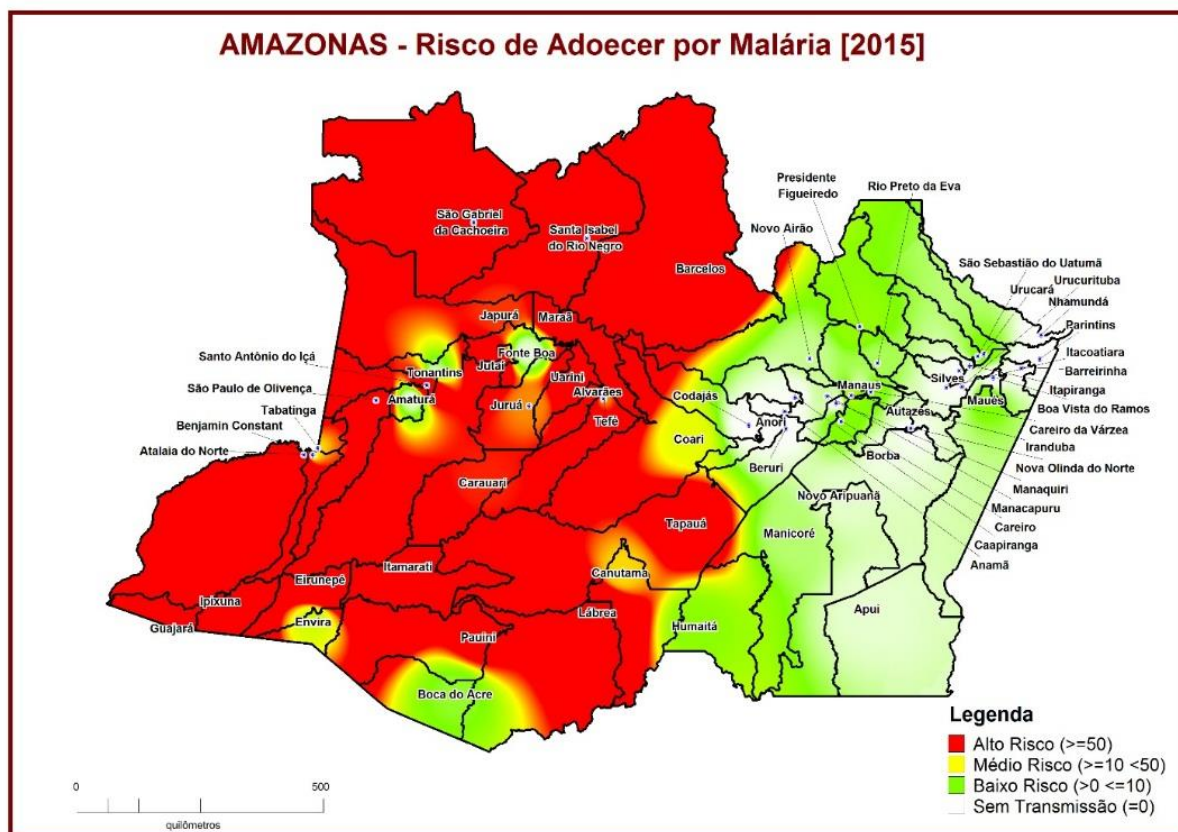 AMAZONAS - Risco de Adoecer por Malária [2015]
Presidente
Figueiredo
Rio Preto da Eva
Novo Airão
São Gabriel
da Cachoeira
Santa Isabel
do Rio Negro
Barcelos
São Sebastião do Uatumã
Urucurituba
Urucará
Nhamundá
Parintins
Japurá
Maraã
Santo Antônio do Içá
Tonantins
Jutaí
Fonte Boa
Uarini
Itacoatiara
Barreirinha
São Paulo de Olivença
Amaturá
Juruá
Alvarães
Codajás
Manaus
Silves
Itapiranga
Maués
Boa Vista do Ramos
Tabatinga
Tefé
Anori
Autazes
Careiro da Várzea
Benjamin Constant
Coari
Iranduba
Atalaia do Norte
Beruri
Borba
Nova Olinda do Norte
Carauari
Novo Aripuanã
Manaquiri
Manacapuru
Tapauá
Manicoré
Careiro
Caapiranga
Itamarati
Canutama
Anamã
Eirunepé
Ipixuna
Lábrea
Apui
Guajará
Envira
Pauini
Humaitá
Boca do Acre
Legenda
Alto Risco (>=50)
Médio Risco (>=10 <50)
Baixo Risco (>0 <=10)
Sem Transmissão (=0)
0 500
quilômetros